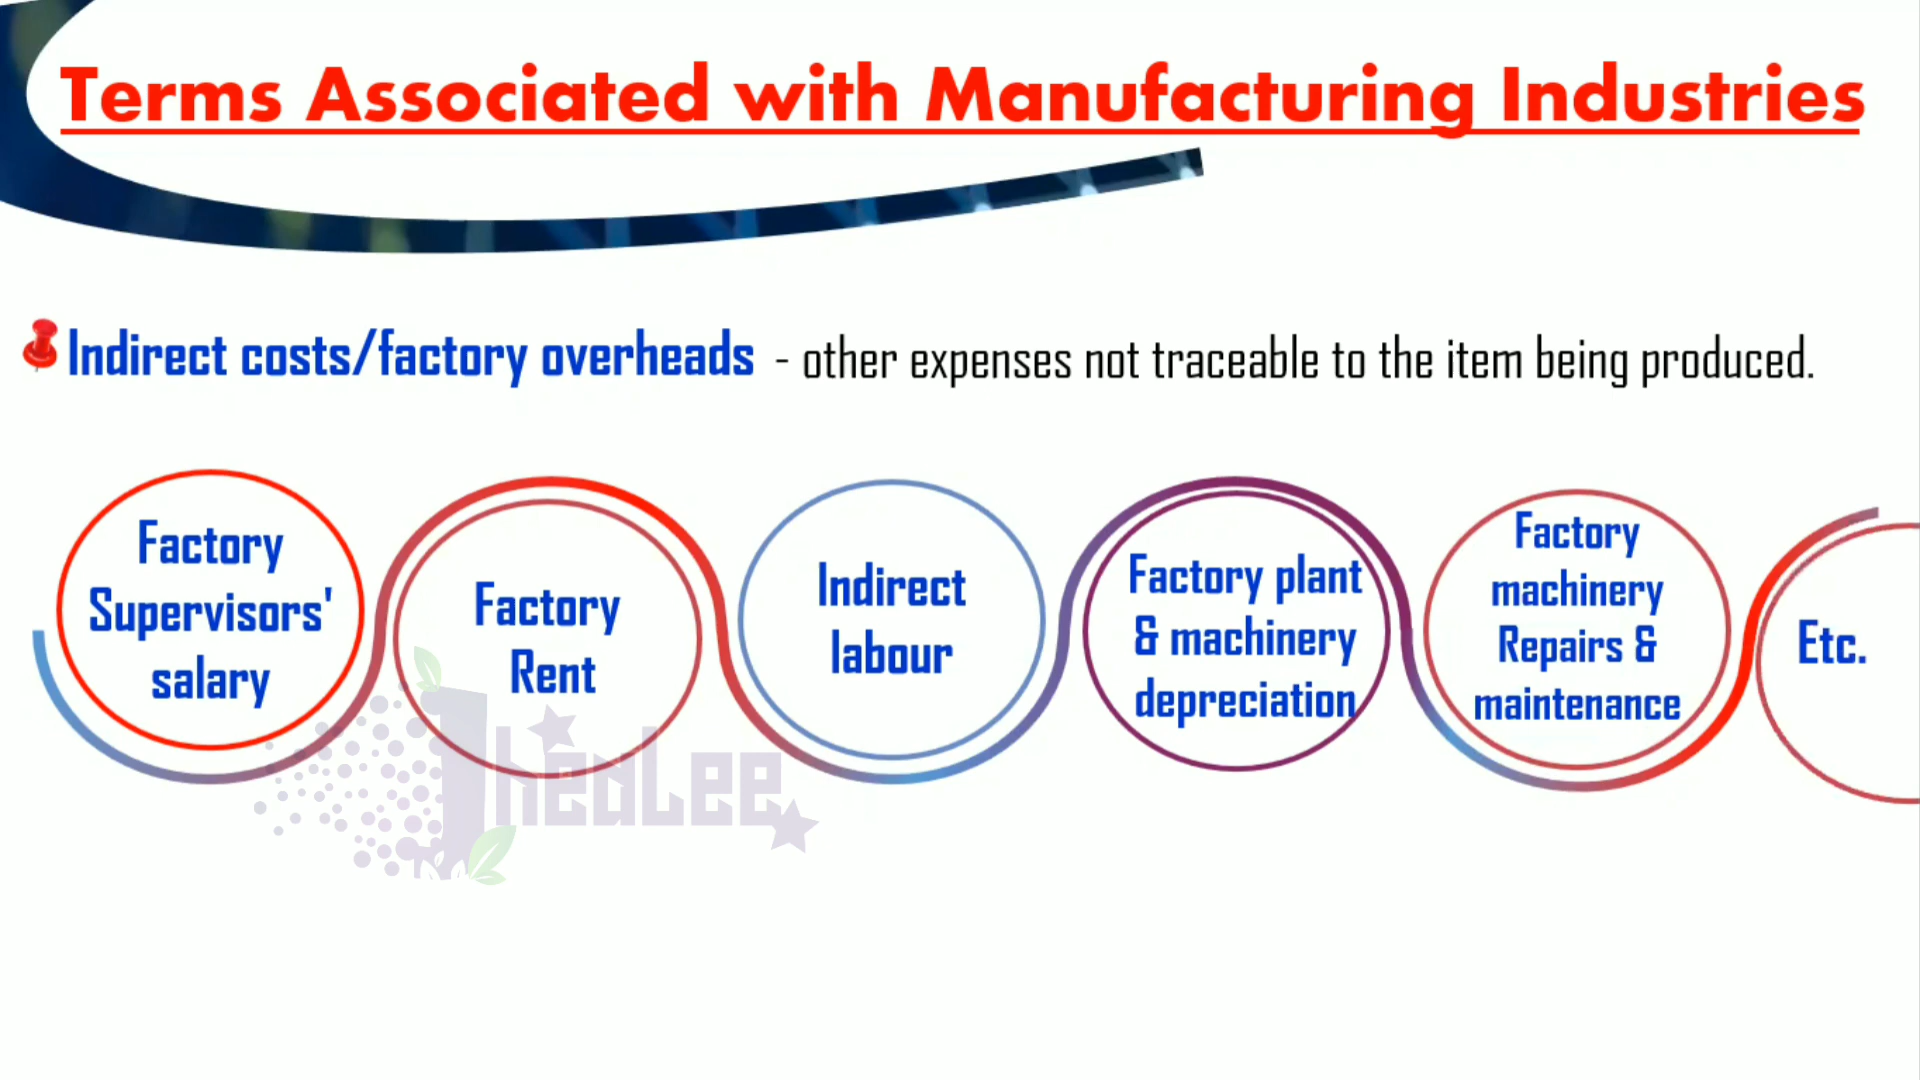 Terms Associated with Manufacturing Industries
Indirect costs/factory overheads - other expenses not traceable to the item being produced.
Factory
Supervisors'
salary
Factory
Rent
Indirect
labour
Factory plant
& machinery
depreciation
Factory
machinery
Repairs &
maintenance
Etc.
JhedLee